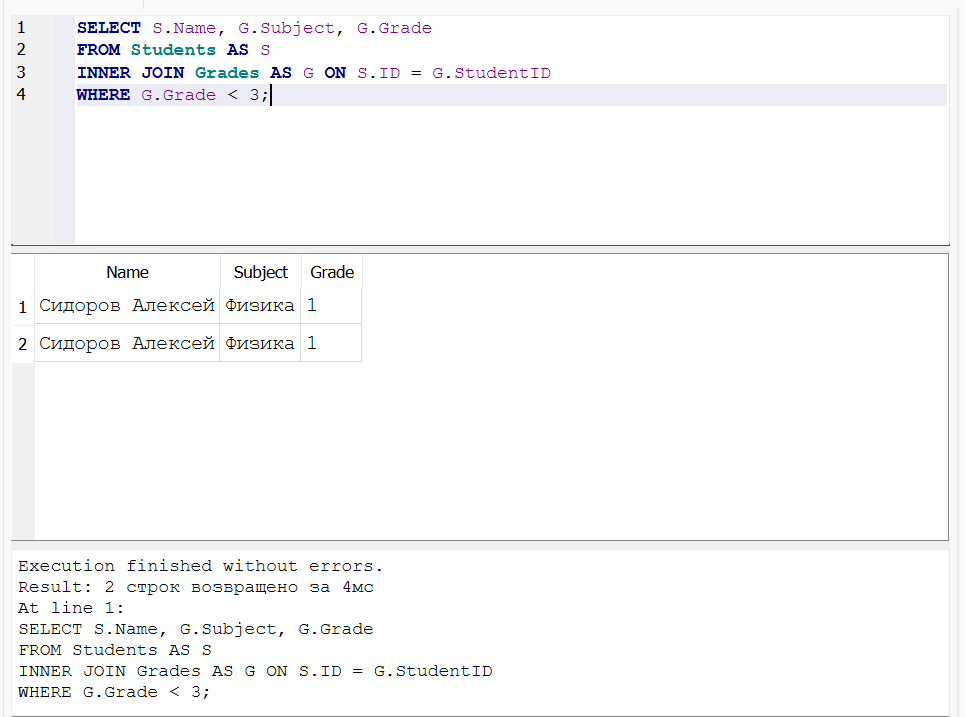 1 SELECT S.Name, G.Subject, G.Grade
2 FROM Students AS S
3 INNER JOIN Grades AS G ON S.ID = G.StudentID
4 WHERE G.Grade < 3;
Name Subject Grade
1 Сидоров Алексей Физика 1
2 Сидоров Алексей Физика 1
Execution finished without errors.
Result: 2 строк возвращено за 4мс
At line 1:
SELECT S.Name, G.Subject, G.Grade
FROM Students AS S
INNER JOIN Grades AS G ON S.ID = G.StudentID
WHERE G.Grade < 3;